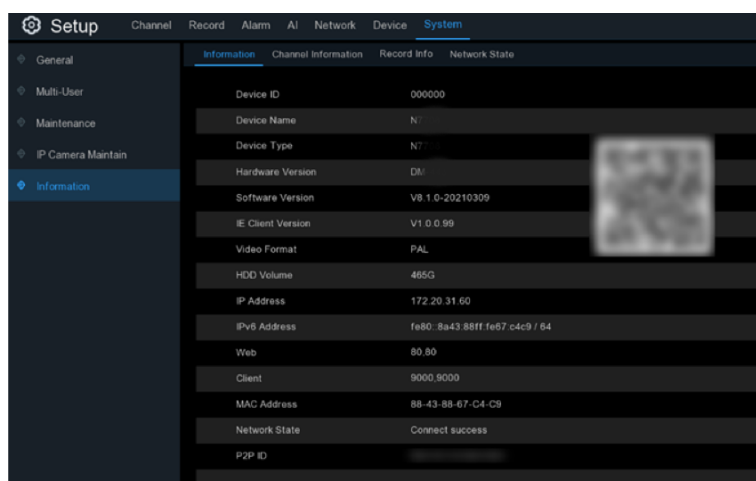 Setup Channel Record Alarm AI Network Device System
Information Channel Information Record Info Network State
General
Multi-User
Maintenance
IP Camera Maintain
Information
Device ID 000000
Device Name
Device Type
Hardware Version DM
Software Version V8.1.0-20210309
IE Client Version V1.0.0.99
Video Format PAL
HDD Volume 465G
IP Address 172.20.31.60
IPv6 Address fe80::8a43:88ff:fe67:c4c9 / 64
Web 80,80
Client 9000,9000
MAC Address 88-43-88-67-C4-C9
Network State Connect success
P2P ID